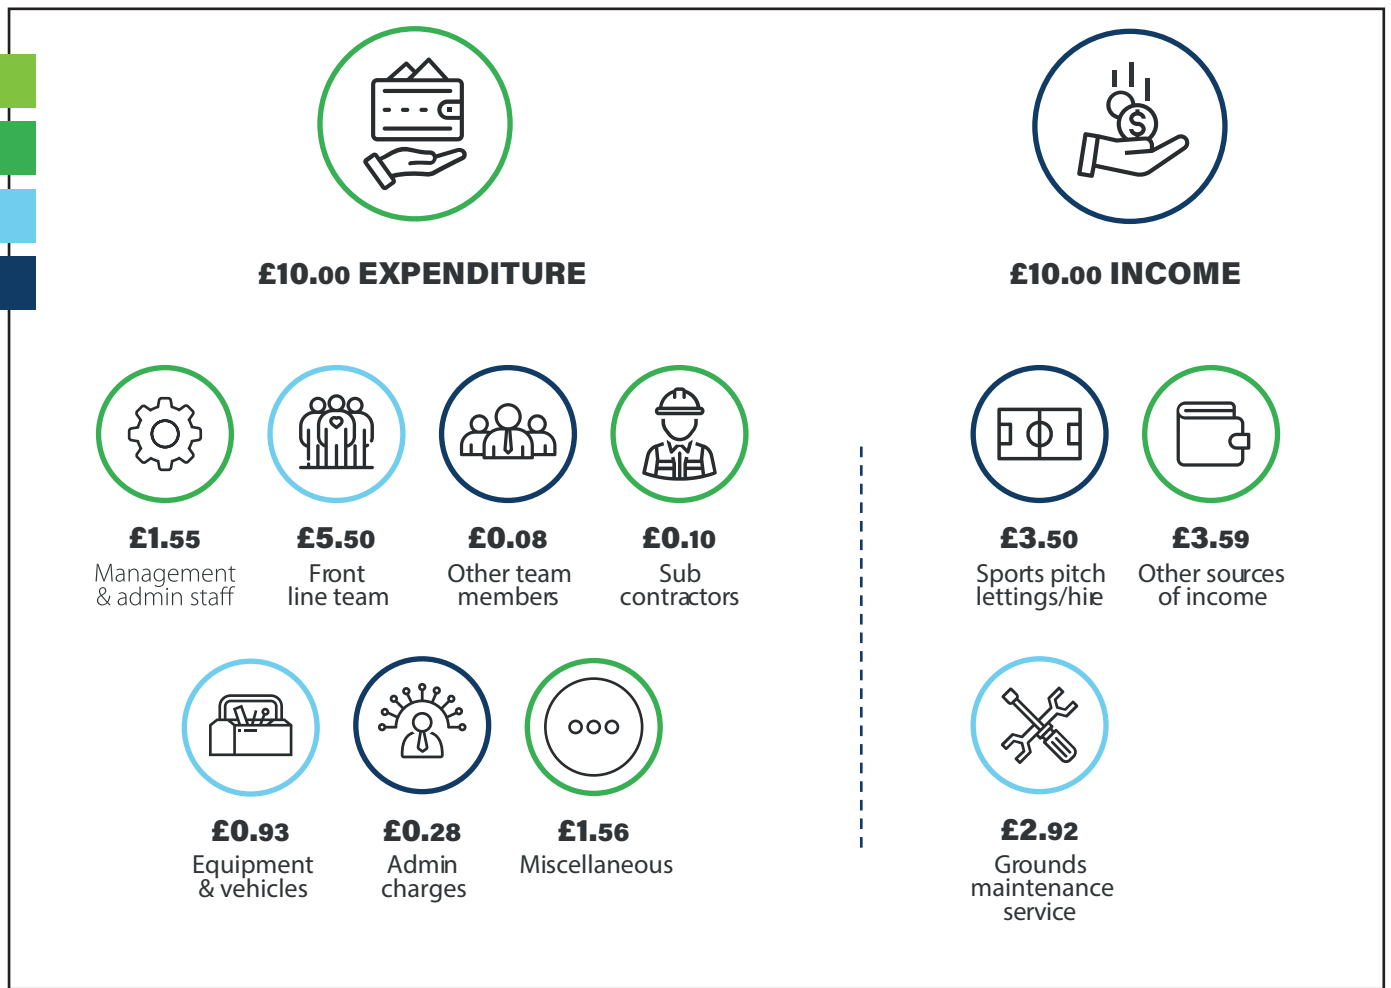 £10.00 EXPENDITURE
£10.00 INCOME
£1.55
Management
& admin staff
£5.50
Front
line team
£0.08
Other team
members
£0.10
Sub
contractors
£3.50
Sports pitch
lettings/hire
£3.59
Other sources
of income
£0.93
Equipment
& vehicles
£0.28
Admin
charges
£1.56
Miscellaneous
£2.92
Grounds
maintenance
service